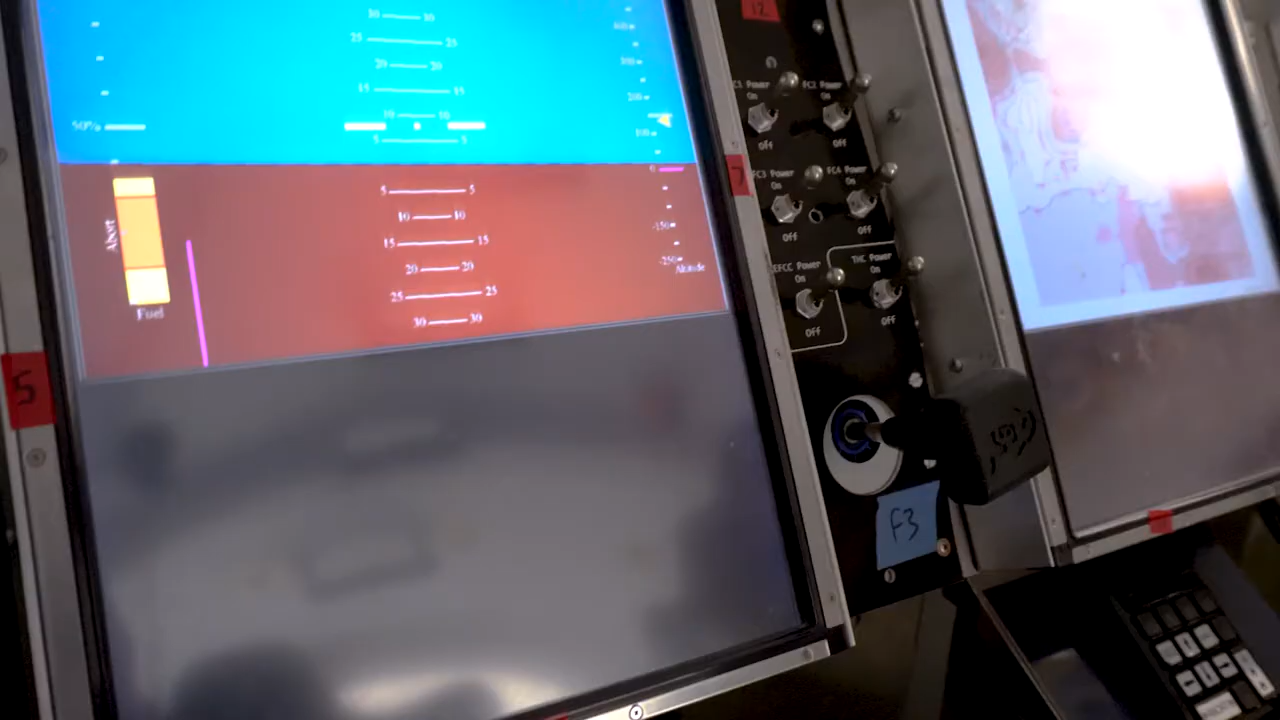 30 30
25 25
20 20
15 15
10 10
5 5
50%
200
100
0
5 5
10 10
15 15
20 20
25 25
30 30
-150
-250
Altitude
Abort
Fuel
5
12
7
Power
On
Off
FC2 Power
On
Off
FC3 Power
On
Off
FC4 Power
On
Off
EFCC Power
On
Off
THC Power
On
Off
F3